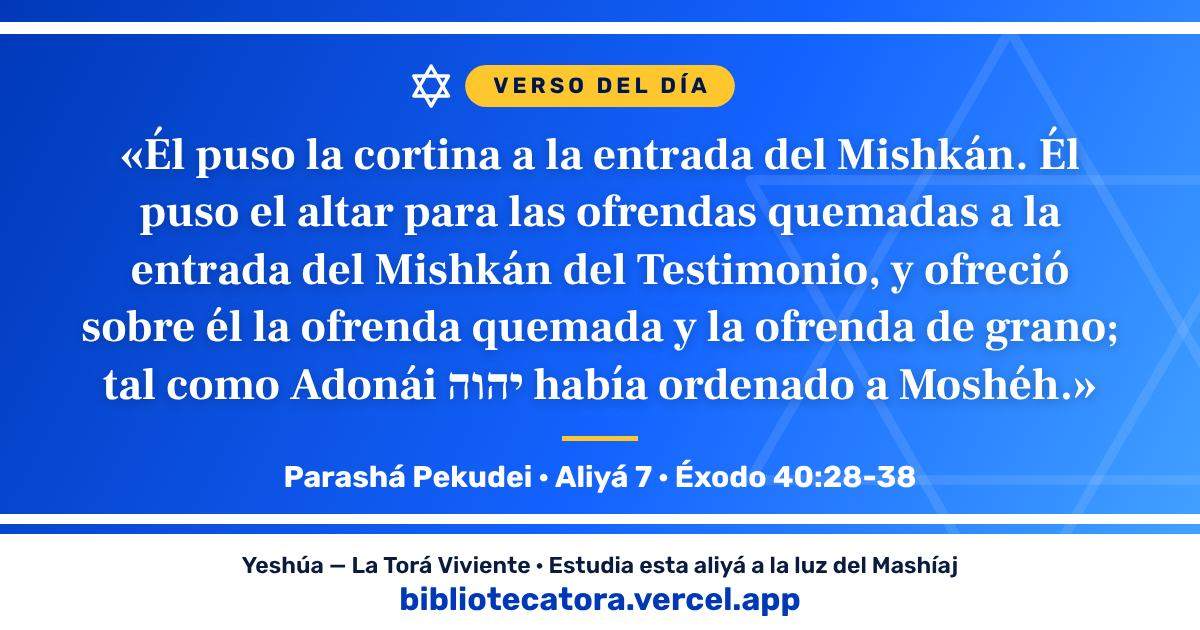 VERSO DEL DÍA
«Él puso la cortina a la entrada del Mishkán. Él
puso el altar para las ofrendas quemadas a la
entrada del Mishkán del Testimonio, y ofreció
sobre él la ofrenda quemada y la ofrenda de grano;
tal como Adonái יהוה había ordenado a Moshéh.»
Parashá Pekudei • Aliyá 7 • Éxodo 40:28-38
Yeshúa — La Torá Viviente • Estudia esta aliyá a la luz del Mashíaj
bibliotecatora.vercel.app